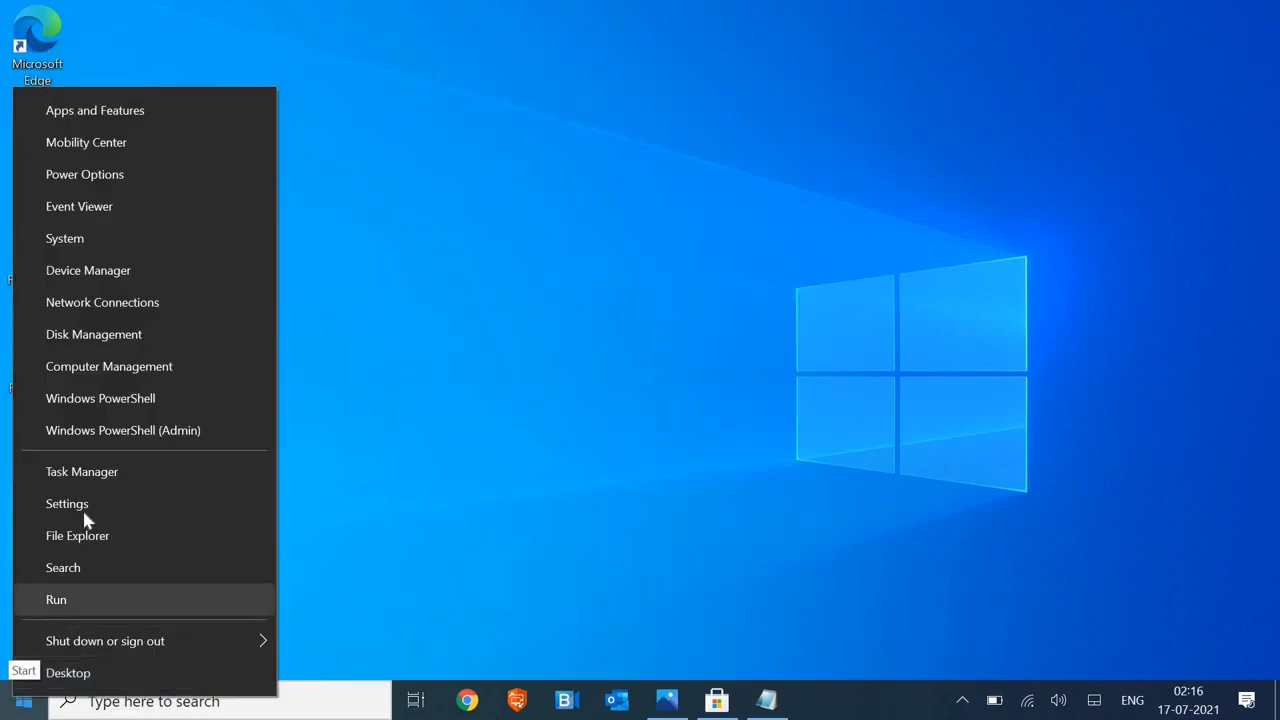 Microsoft
Edge
Apps and Features
Mobility Center
Power Options
Event Viewer
System
Device Manager
Network Connections
Disk Management
Computer Management
Windows PowerShell
Windows PowerShell (Admin)
Task Manager
Settings
File Explorer
Search
Run
Shut down or sign out
Start
Desktop
Type here to search
ENG
02:16
17-07-2021